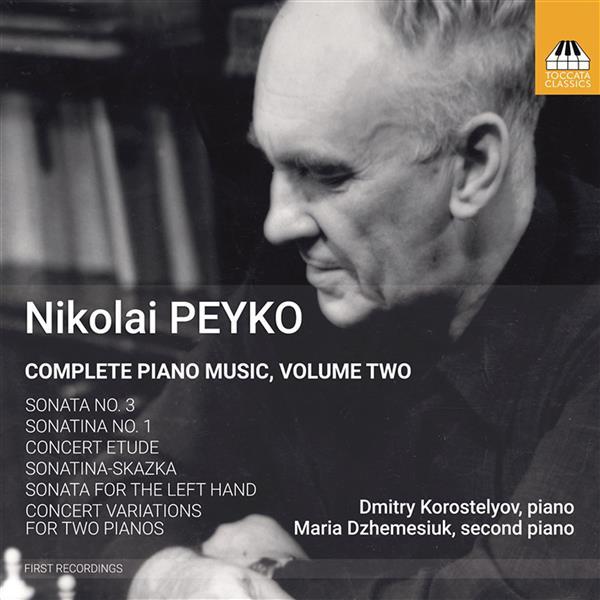 TOCCATA
CLASSICS
Nikolai PEYKO
COMPLETE PIANO MUSIC, VOLUME TWO
SONATA NO. 3
SONATINA NO. 1
CONCERT ETUDE
SONATINA-SKAZKA
SONATA FOR THE LEFT HAND
CONCERT VARIATIONS
FOR TWO PIANOS
Dmitry Korostelyov, piano
Maria Dzhemesiuk, second piano
FIRST RECORDINGS